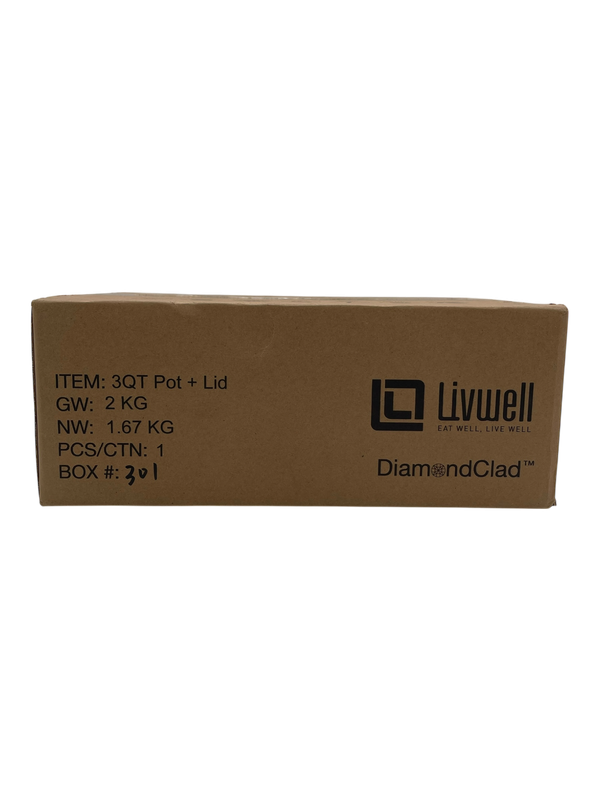 ITEM: 3QT Pot + Lid
GW: 2 KG
NW: 1.67 KG
PCS/CTN: 1
BOX #: 301
Livwell
EAT WELL, LIVE WELL
DiamondClad™